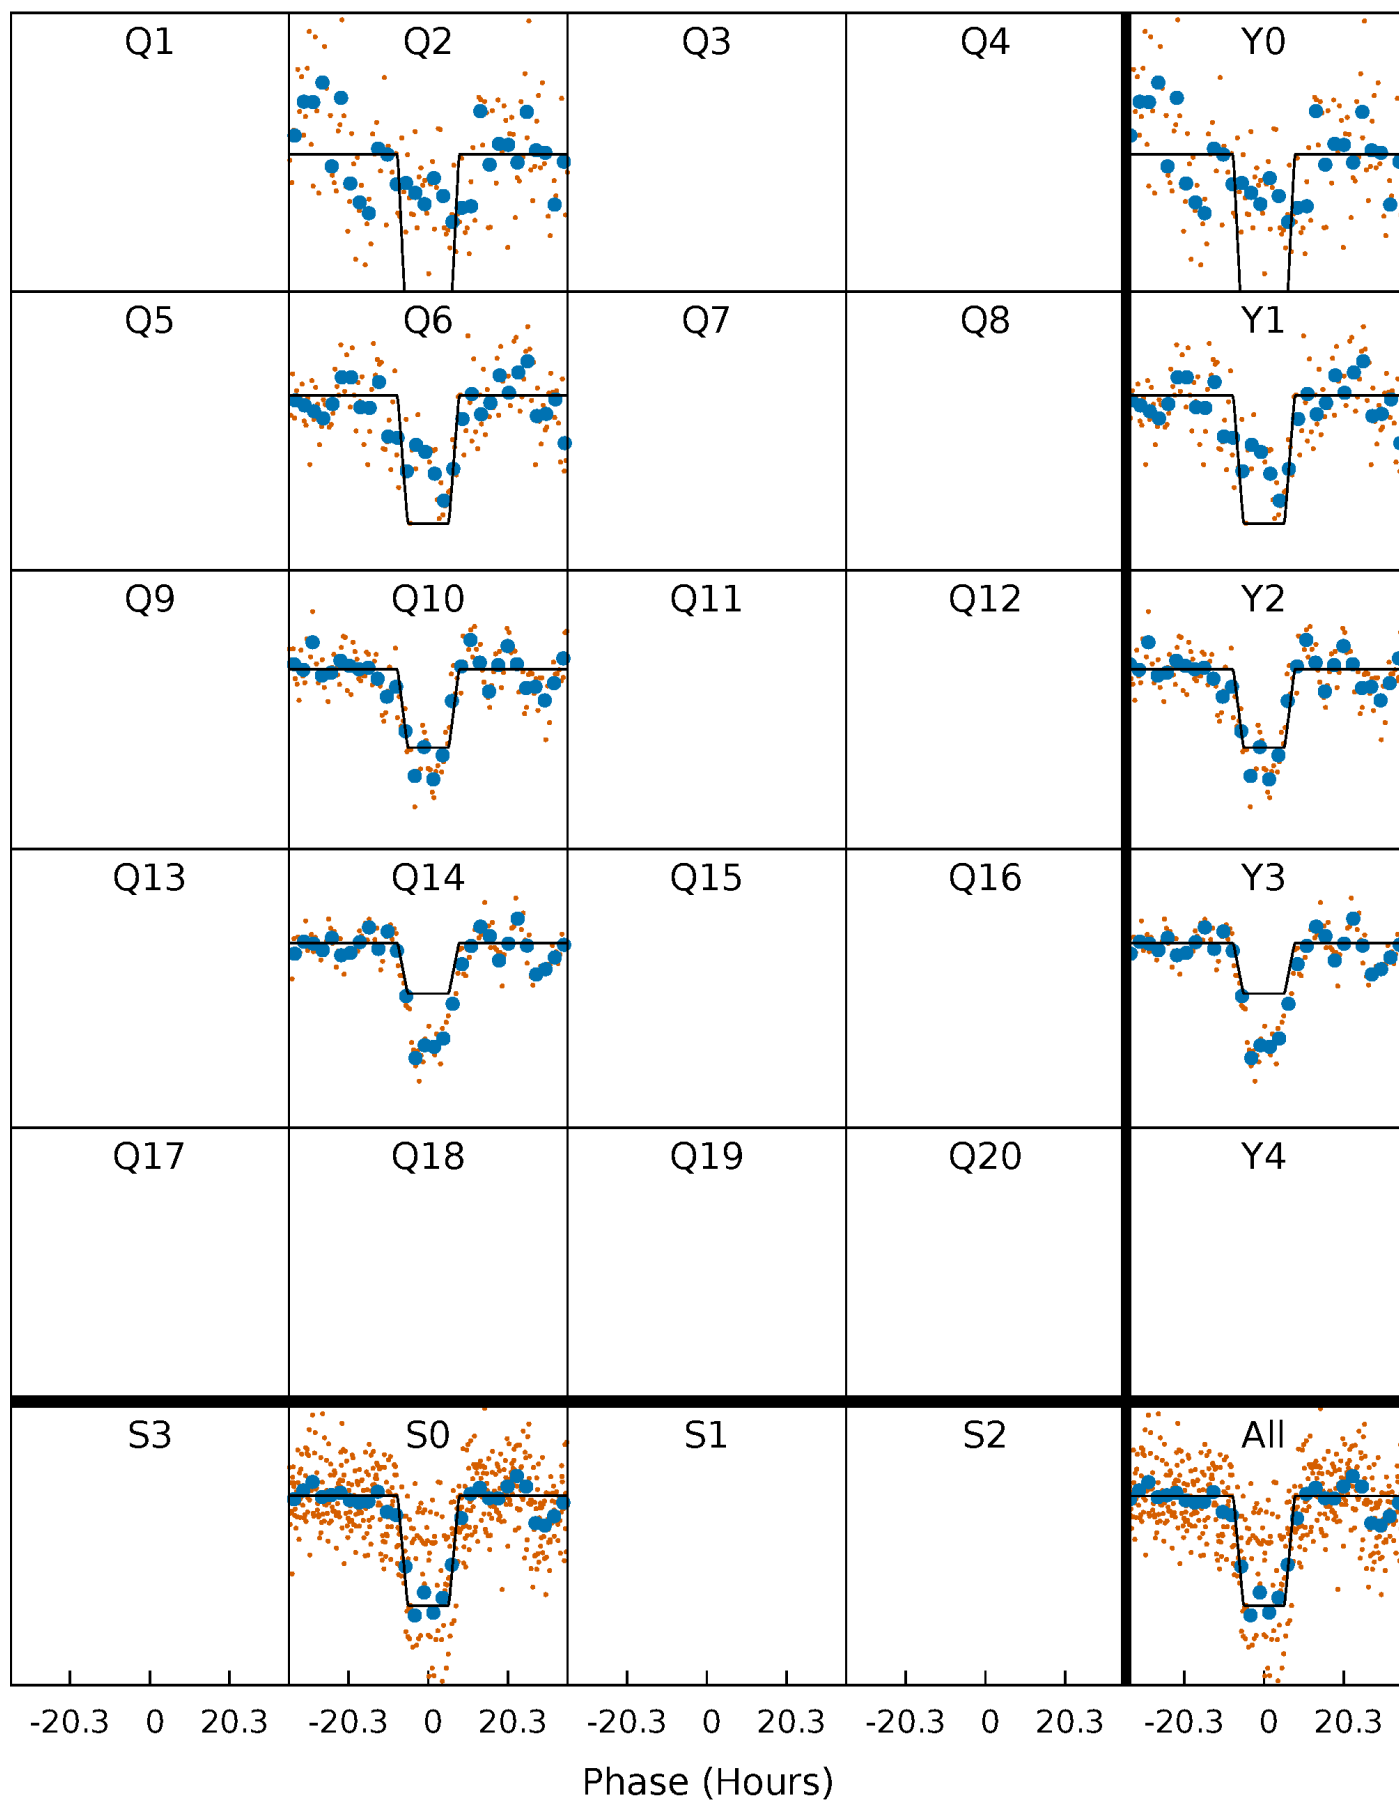 Q1 Q2 Q3 Q4 Y0
Q5 Q6 Q7 Q8 Y1
Q9 Q10 Q11 Q12 Y2
Q13 Q14 Q15 Q16 Y3
Q17 Q18 Q19 Q20 Y4
S3 S0 S1 S2 All
-20.3 0 20.3 -20.3 0 20.3 -20.3 0 20.3 -20.3 0 20.3 -20.3 0 20.3
Phase (Hours)